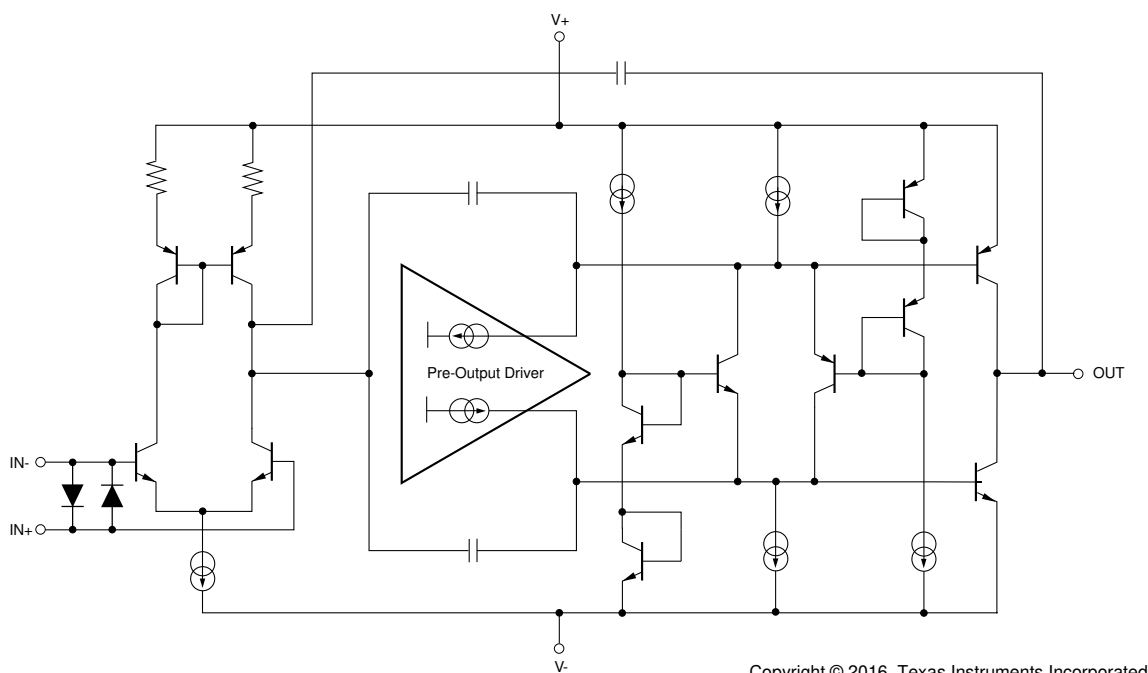 V+
Pre-Output Driver
OUT
IN-
IN+
V-
Copyright © 2016, Texas Instruments Incorporated